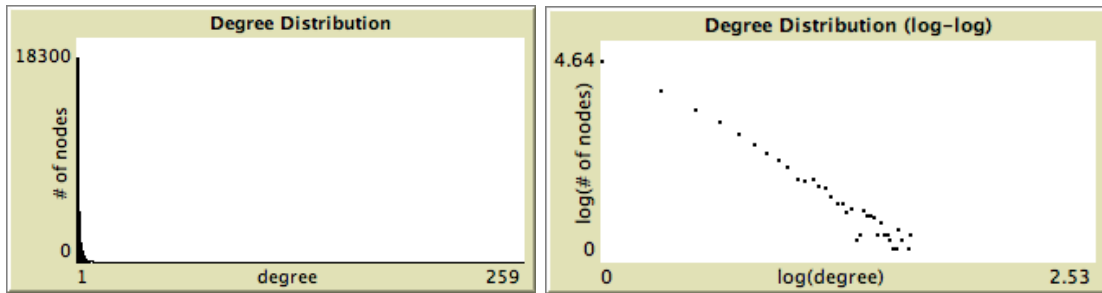 Degree Distribution
18300
# of nodes
0
1
degree
259
Degree Distribution (log-log)
4.64
log(# of nodes)
0
0
log(degree)
2.53